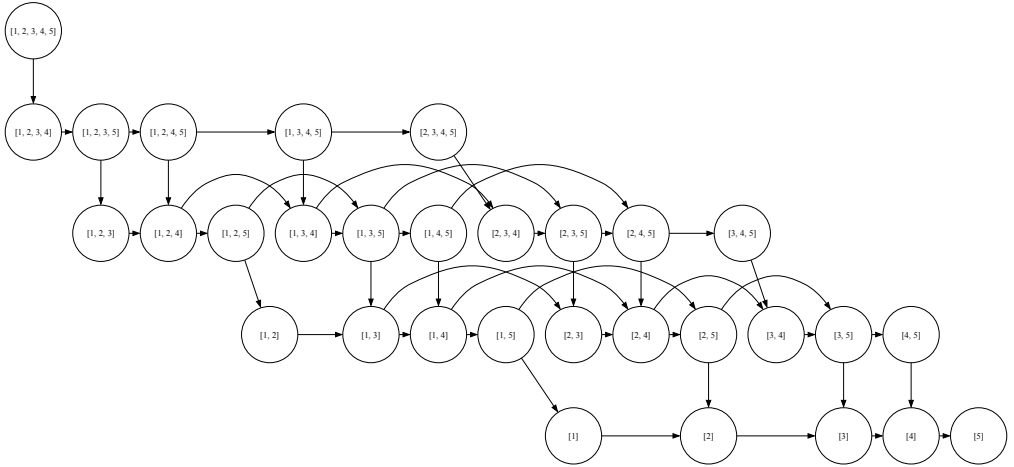 [1, 2, 3, 4, 5]
[1, 2, 3, 4] [1, 2, 3, 5] [1, 2, 4, 5] [1, 3, 4, 5] [2, 3, 4, 5]
[1, 2, 3] [1, 2, 4] [1, 2, 5] [1, 3, 4] [1, 3, 5] [1, 4, 5] [2, 3, 4] [2, 3, 5] [2, 4, 5] [3, 4, 5]
[1, 2] [1, 3] [1, 4] [1, 5] [2, 3] [2, 4] [2, 5] [3, 4] [3, 5] [4, 5]
[1] [2] [3] [4] [5]